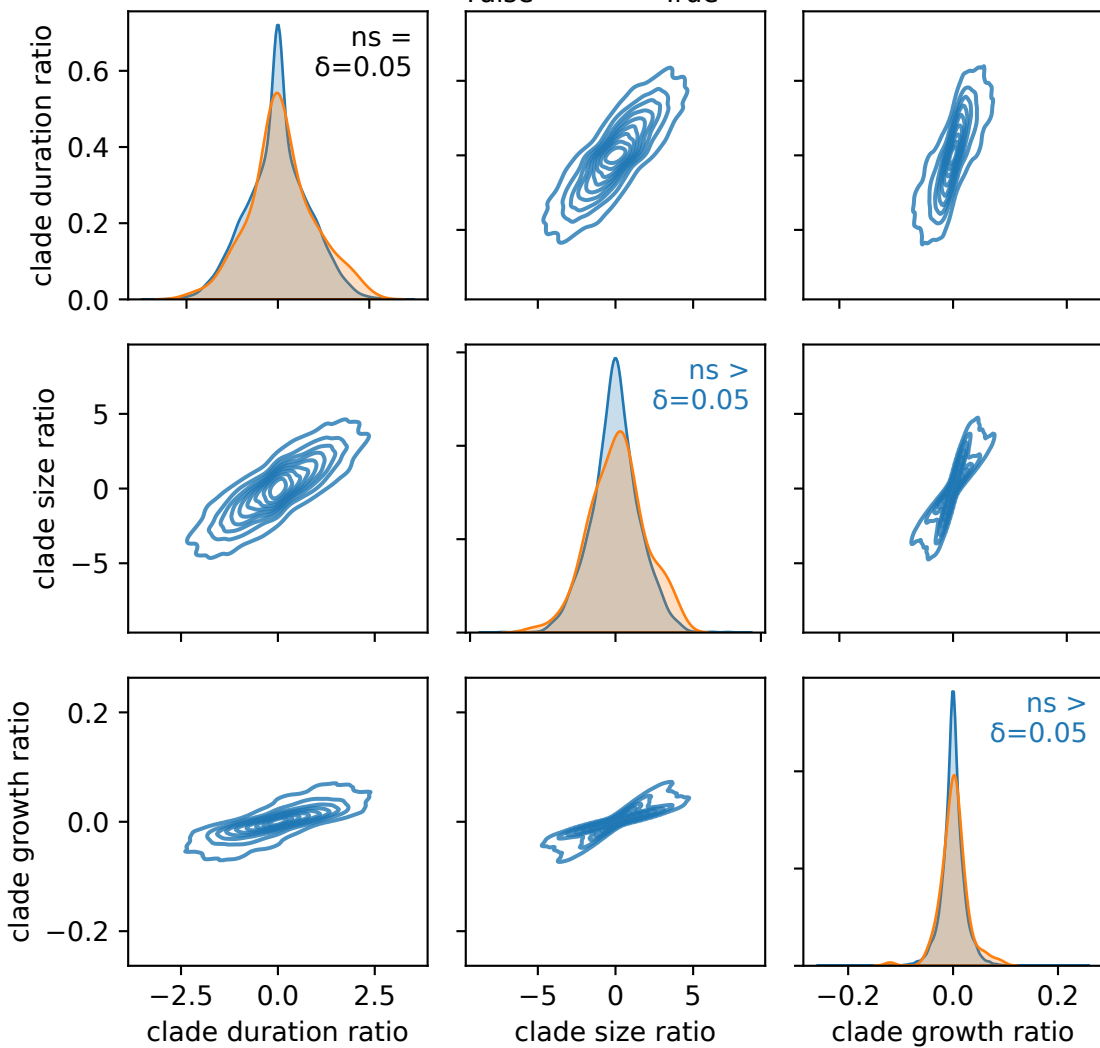 clade duration ratio
0.6
0.4
0.2
0.0
ns =
δ=0.05
clade size ratio
5
0
−5
ns >
δ=0.05
clade growth ratio
0.2
0.0
−0.2
ns >
δ=0.05
−2.5 0.0 2.5
−5 0 5
−0.2 0.0 0.2
clade duration ratio
clade size ratio
clade growth ratio